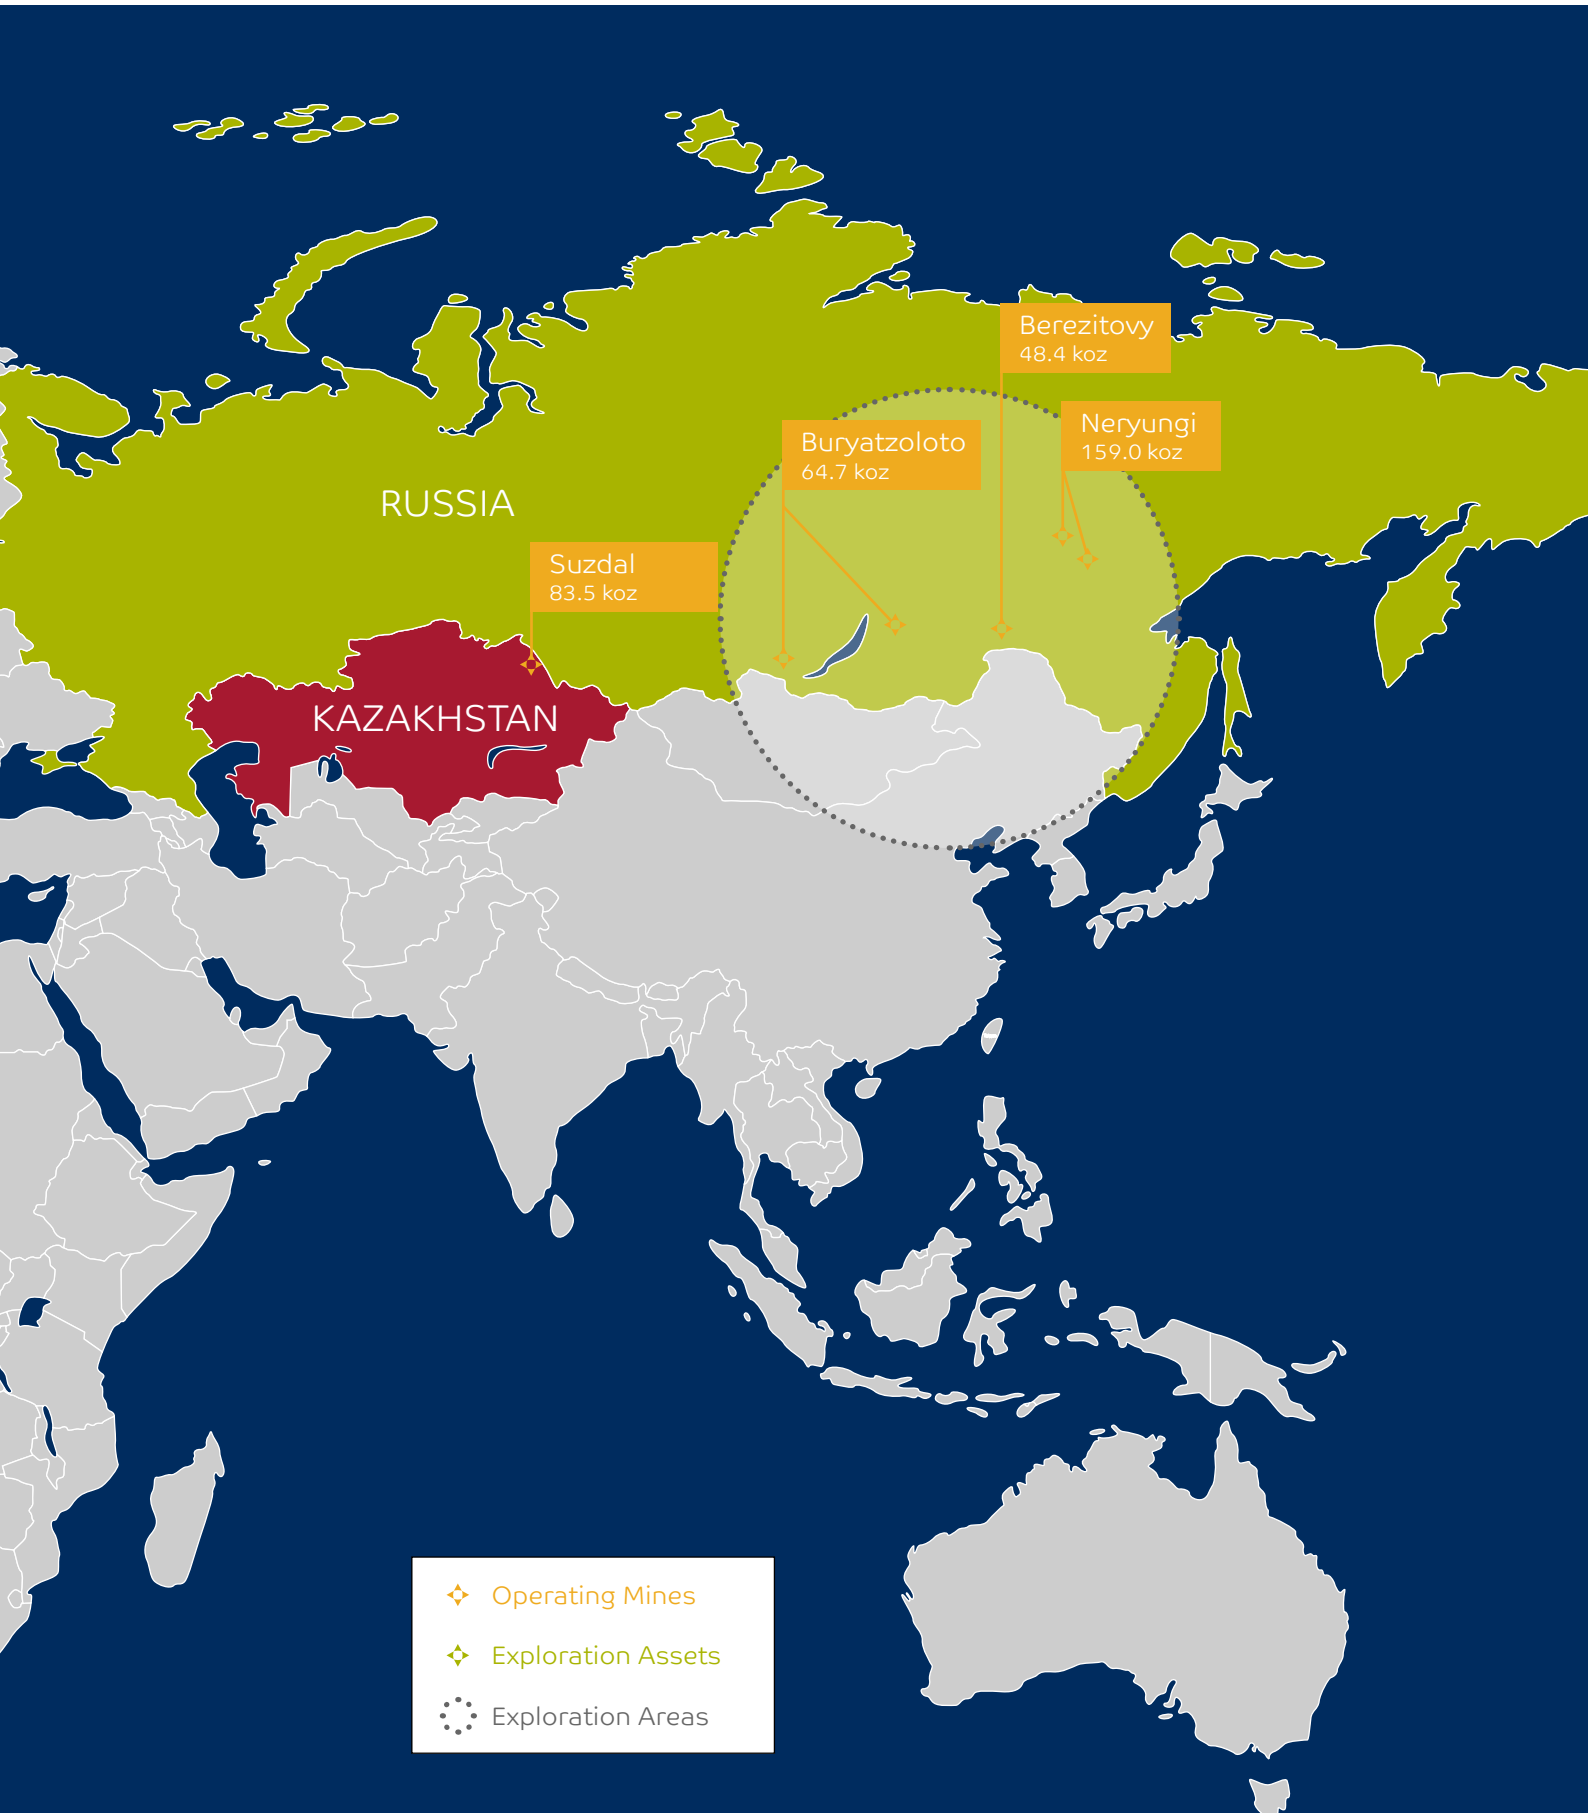 Berezitovy
48.4 koz
Neryungi
159.0 koz
Buryatzoloto
64.7 koz
RUSSIA
Suzdal
83.5 koz
KAZAKHSTAN
Operating Mines
Exploration Assets
Exploration Areas